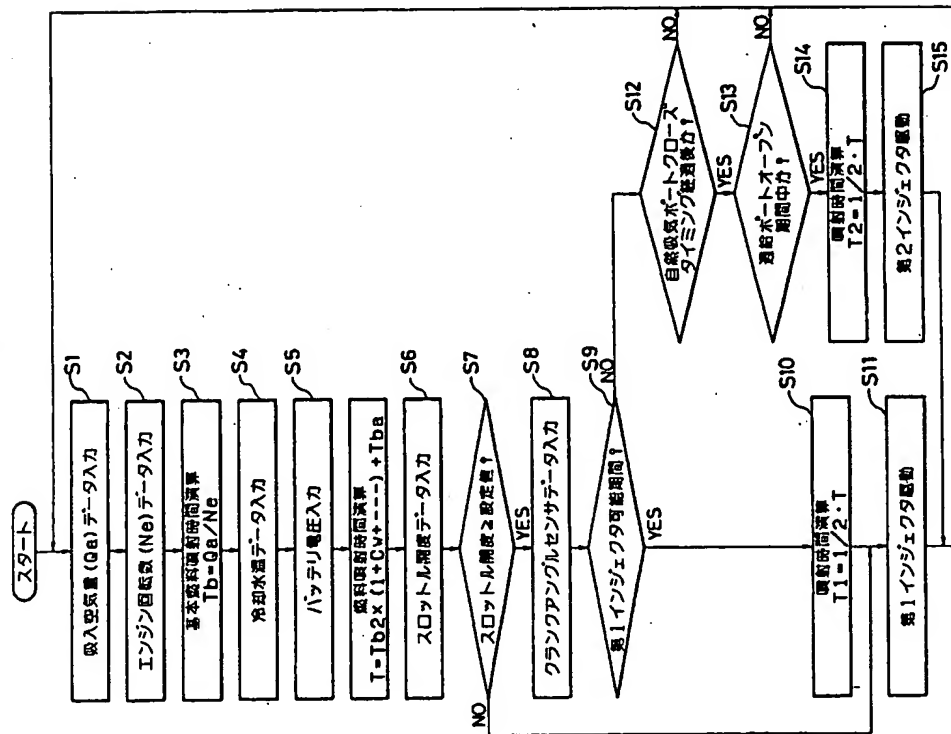 スタート
S1
吸入空気量(Qa)データ入力
S2
エンジン回転数(Ne)データ入力
S3
基本燃料噴射時間演算
Tb=Qa/Ne
S4
冷却水温データ入力
S5
バッテリ電圧入力
燃料噴射時間演算
T=Tb2×(1+Cw+---)+Tba
S6
スロットル開度データ入力
S7
スロットル開度≧設定値?
NO
YES
S8
クランクアングルセンサデータ入力
S9
第1インジェクタ可能期間?
NO
YES
S10
噴射時間演算
T1=1/2・T
S11
第1インジェクタ駆動
S12
自然吸気ポートクローズ
タイミング経過後か?
NO
YES
S13
過給ポートオープン
期間中か?
NO
YES
S14
噴射時間演算
T2=1/2・T
S15
第2インジェクタ駆動